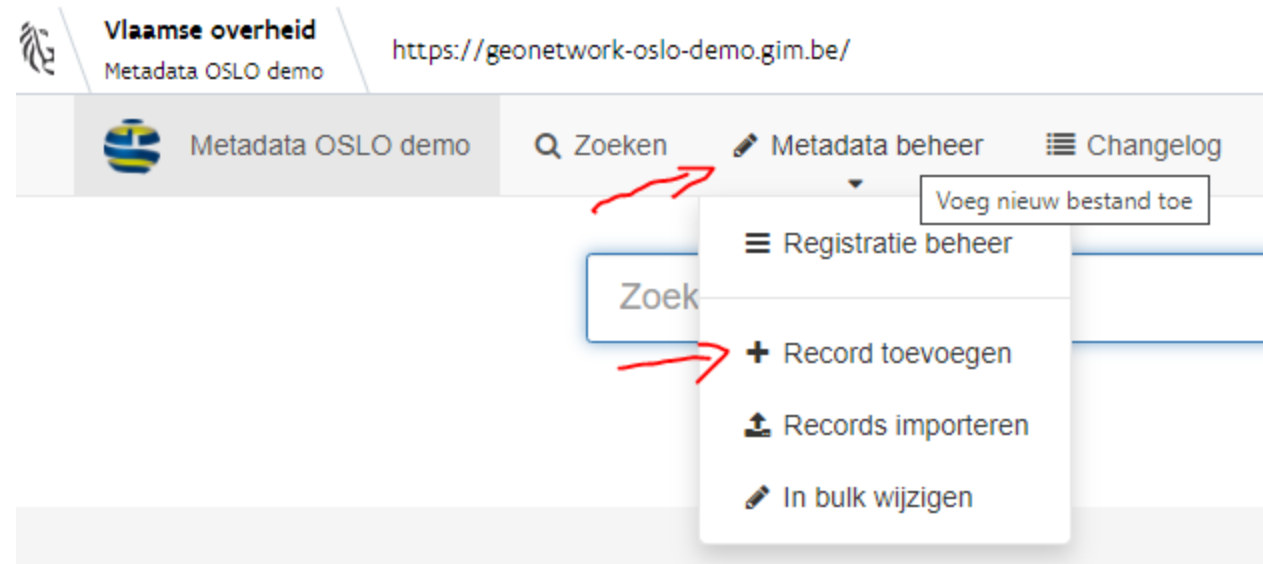 Vlaamse overheid
Metadata OSLO demo
https://geonetwork-oslo-demo.gim.be/
Metadata OSLO demo
Zoeken
Metadata beheer
Changelog
Voeg nieuw bestand toe
Registratie beheer
Zoek
Record toevoegen
Records importeren
In bulk wijzigen